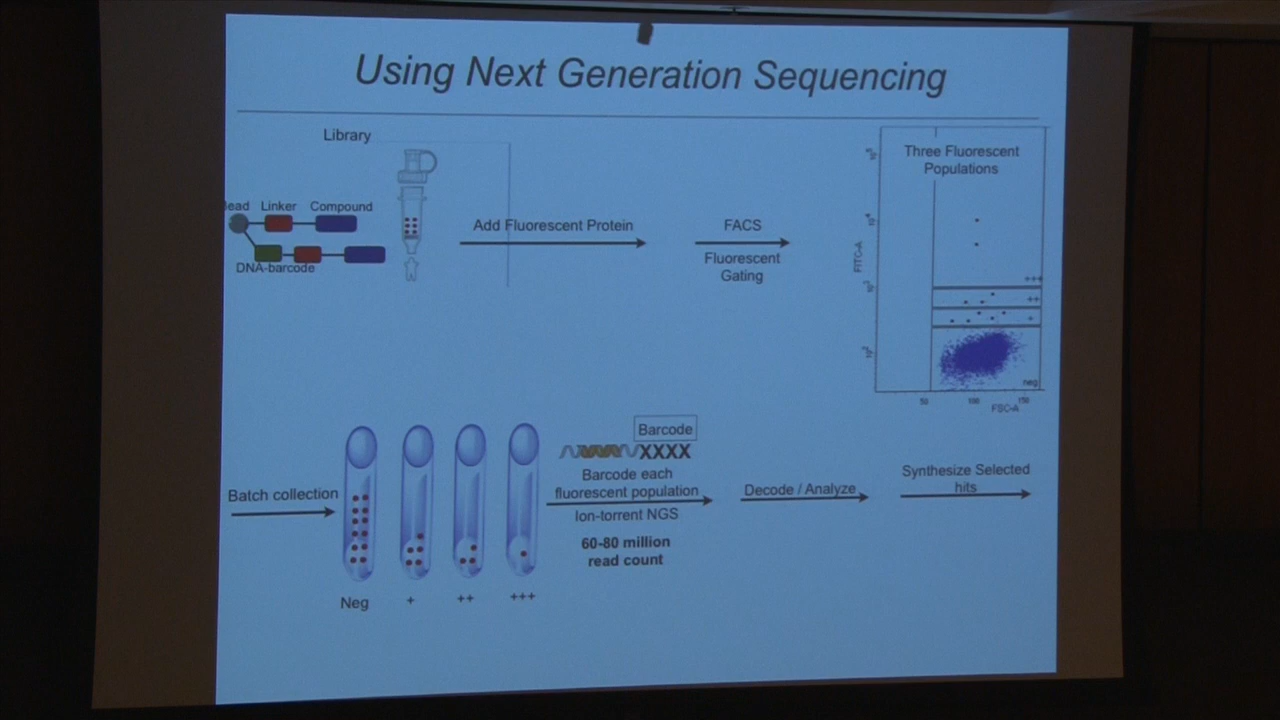 Using Next Generation Sequencing
Library
Linker Compound
DNA-barcode
Add Fluorescent Protein
FACS
Fluorescent
Gating
Three Fluorescent
Populations
FITC-A
+++
++
+
neg
50 100 150
FSC-A
Batch collection
Neg
+
++
+++
Barcode
XXXX
Barcode each
fluorescent population
Ion-torrent NGS
60-80 million
read count
Decode / Analyze
Synthesize Selected
hits